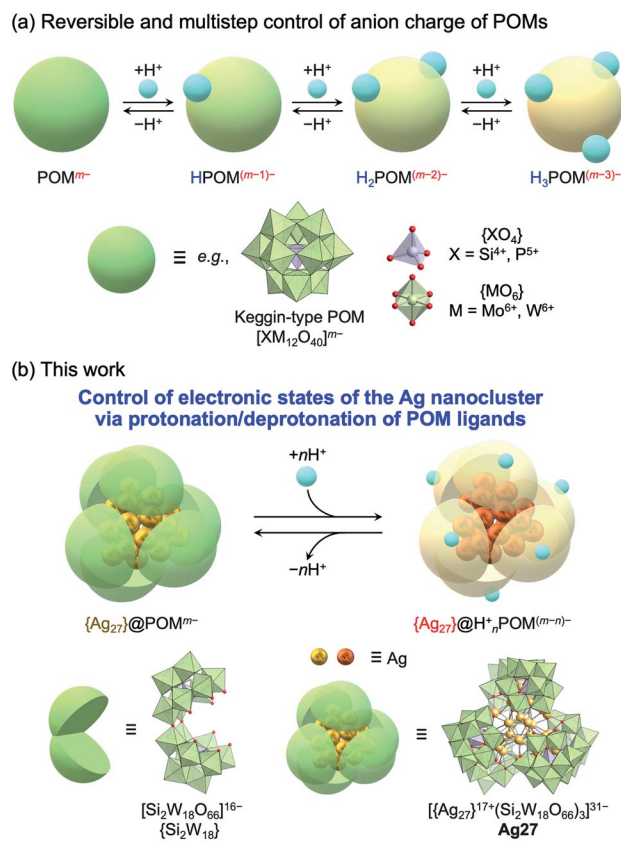 (a) Reversible and multistep control of anion charge of POMs
+H⁺ +H⁺ +H⁺
−H⁺ −H⁺ −H⁺
POMᵐ⁻ HPOM⁽ᵐ⁻¹⁾⁻ H₂POM⁽ᵐ⁻²⁾⁻ H₃POM⁽ᵐ⁻³⁾⁻
≡ e.g.,
Keggin-type POM
[XM₁₂O₄₀]ᵐ⁻
{XO₄}
X = Si⁴⁺, P⁵⁺
{MO₆}
M = Mo⁶⁺, W⁶⁺
(b) This work
Control of electronic states of the Ag nanocluster
via protonation/deprotonation of POM ligands
+nH⁺
−nH⁺
{Ag₂₇}@POMᵐ⁻ {Ag₂₇}@H⁺ₙPOM⁽ᵐ⁻ⁿ⁾⁻
≡ Ag
≡
[Si₂W₁₈O₆₆]¹⁶⁻
{Si₂W₁₈}
≡
[{Ag₂₇}¹⁷⁺(Si₂W₁₈O₆₆)₃]³¹⁻
Ag27